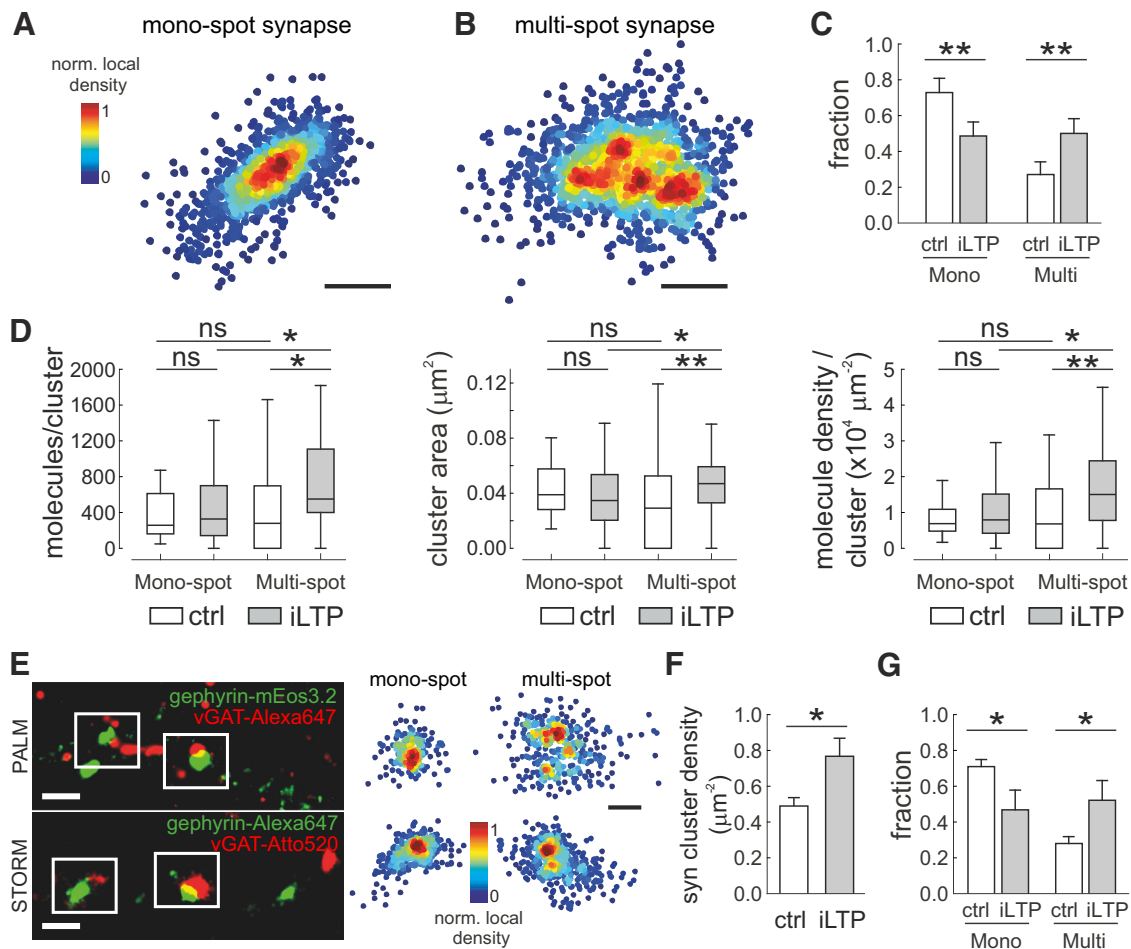 A
mono-spot synapse
norm. local
density
1
0
B
multi-spot synapse
C
fraction
1.0
0.8
0.6
0.4
0.2
0.0
**
**
ctrl iLTP
ctrl iLTP
Mono
Multi
D
molecules/cluster
2000
1600
1200
800
400
0
ns
*
ns
*
Mono-spot
Multi-spot
ctrl
iLTP
cluster area (μm²)
0.12
0.08
0.04
0.00
ns
*
ns
**
Mono-spot
Multi-spot
ctrl
iLTP
molecule density /
cluster (x10⁴ μm⁻²)
5
4
3
2
1
0
ns
*
ns
**
Mono-spot
Multi-spot
ctrl
iLTP
E
PALM
gephyrin-mEos3.2
vGAT-Alexa647
STORM
gephyrin-Alexa647
vGAT-Atto520
mono-spot
multi-spot
1
0
norm. local
density
F
syn cluster density
(μm⁻²)
1.0
0.8
0.6
0.4
0.2
0.0
*
ctrl iLTP
G
fraction
1.0
0.8
0.6
0.4
0.2
0.0
*
*
ctrl iLTP
ctrl iLTP
Mono
Multi